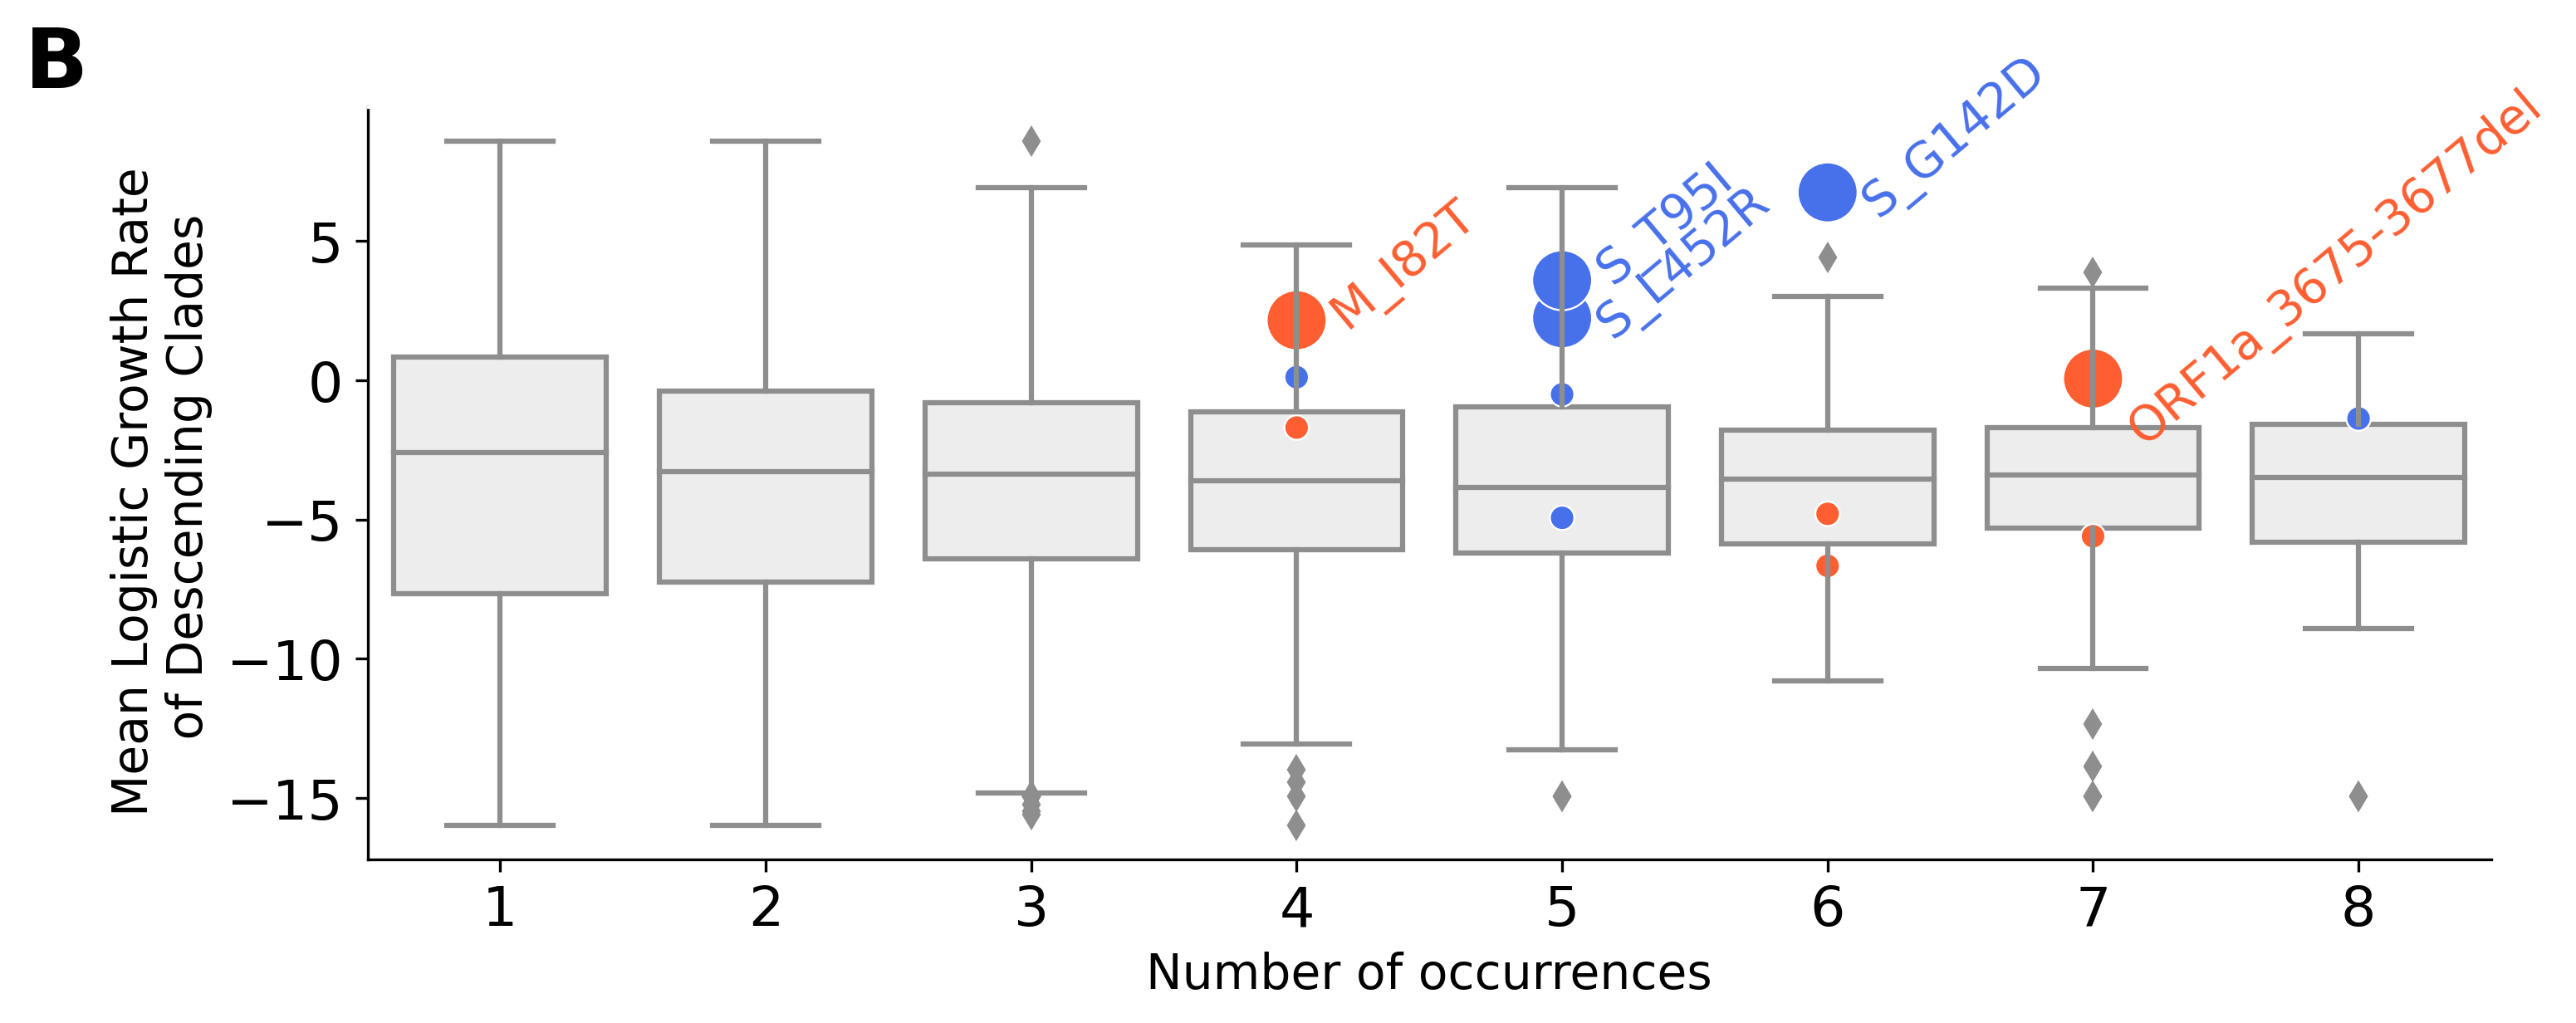 B
Mean Logistic Growth Rate
of Descending Clades
5
0
−5
−10
−15
M_I82T
S_T95I
S_L452R
S_G142D
ORF1a_3675-3677del
1 2 3 4 5 6 7 8
Number of occurrences